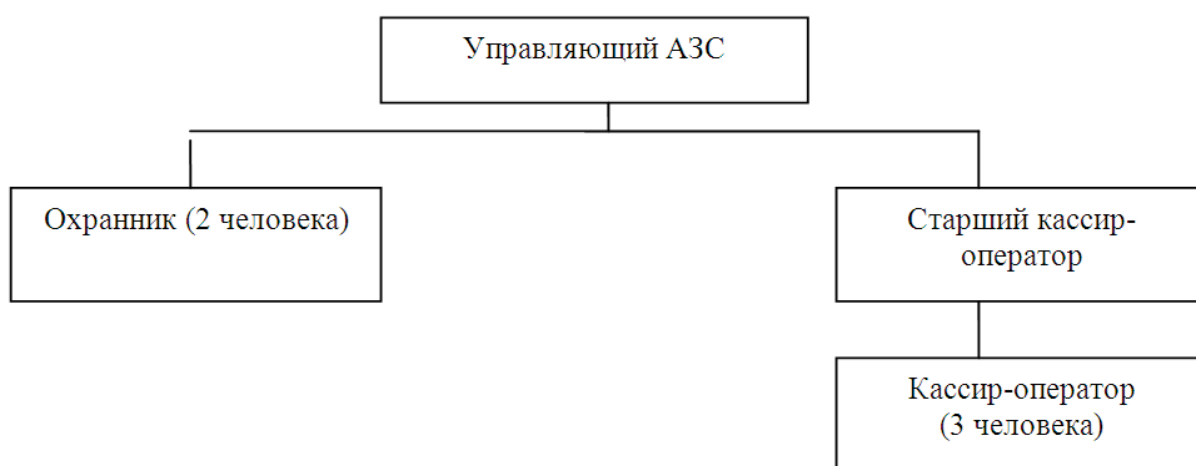 Управляющий АЗС
Охранник (2 человека)
Старший кассир-
оператор
Кассир-оператор
(3 человека)